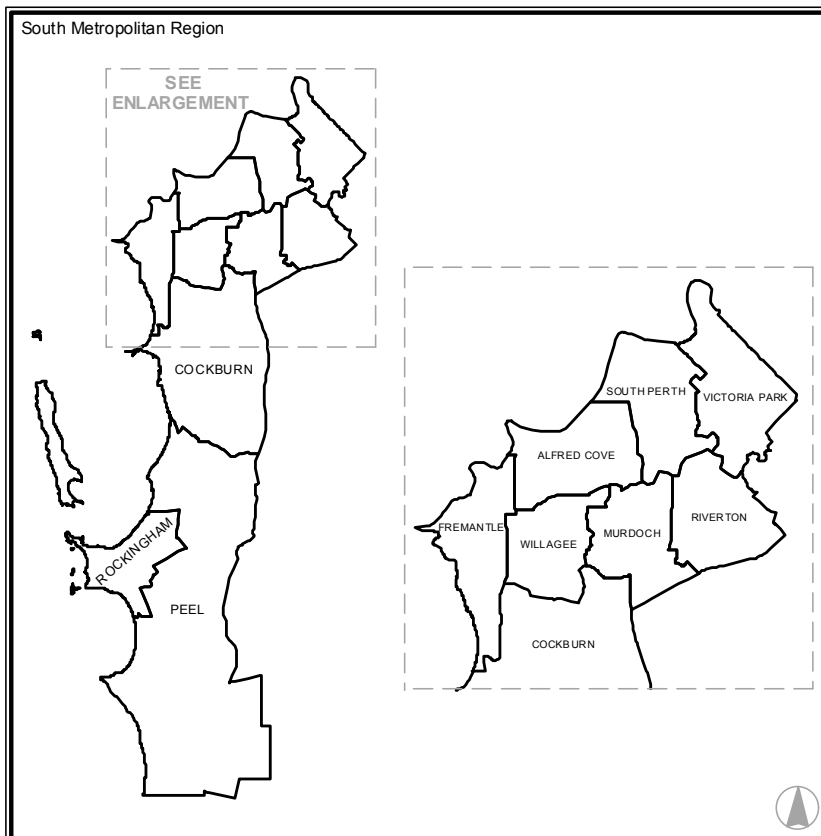 South Metropolitan Region
SEE
ENLARGEMENT
COCKBURN
ROCKINGHAM
PEEL
SOUTH PERTH
VICTORIA PARK
ALFRED COVE
FREMANTLE
WILLAGEE
MURDOCH
RIVERTON
COCKBURN